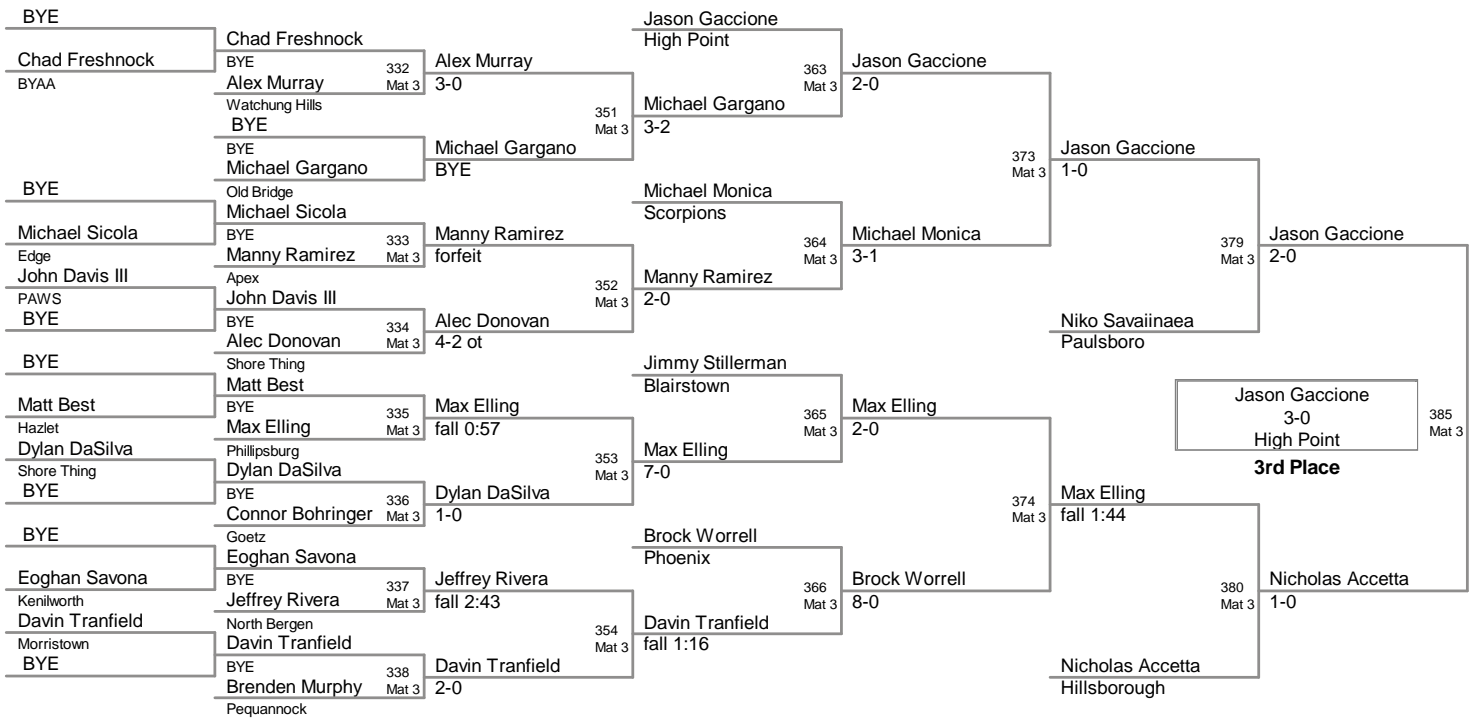 BYE
Chad Freshnock
BYAA
BYE
Michael Sicola
Edge
John Davis III
PAWS
BYE
BYE
Matt Best
Hazlet
Dylan DaSilva
Shore Thing
BYE
BYE
Eoghan Savona
Kenilworth
Davin Tranfield
Morristown
BYE
Chad Freshnock
BYE
332
Alex Murray
Mat 3
Watchung Hills
BYE
BYE
Michael Gargano
Old Bridge
Michael Sicola
BYE
333
Manny Ramirez
Mat 3
Apex
John Davis III
BYE
334
Alec Donovan
Mat 3
Shore Thing
Matt Best
BYE
335
Max Elling
Mat 3
Phillipsburg
Dylan DaSilva
BYE
336
Connor Bohringer
Mat 3
Goetz
Eoghan Savona
BYE
337
Jeffrey Rivera
Mat 3
North Bergen
Davin Tranfield
BYE
338
Brenden Murphy
Mat 3
Pequannock
Alex Murray
3-0
351
Mat 3
Michael Gargano
BYE
Manny Ramirez
forfeit
352
Mat 3
Alec Donovan
4-2 ot
Max Elling
fall 0:57
353
Mat 3
Dylan DaSilva
1-0
Jeffrey Rivera
fall 2:43
354
Mat 3
Davin Tranfield
2-0
Jason Gaccione
High Point
363
Mat 3
Michael Gargano
3-2
Michael Monica
Scorpions
364
Mat 3
Manny Ramirez
2-0
Jimmy Stillerman
Blairstown
365
Mat 3
Max Elling
7-0
Brock Worrell
Phoenix
366
Mat 3
Davin Tranfield
fall 1:16
Jason Gaccione
2-0
373
Mat 3
Michael Monica
3-1
Max Elling
2-0
374
Mat 3
Brock Worrell
8-0
Jason Gaccione
1-0
379
Mat 3
Niko Savaiinaea
Paulsboro
Max Elling
fall 1:44
380
Mat 3
Nicholas Accetta
Hillsborough
Jason Gaccione
2-0
Jason Gaccione
3-0
High Point
3rd Place
385
Mat 3
Nicholas Accetta
1-0